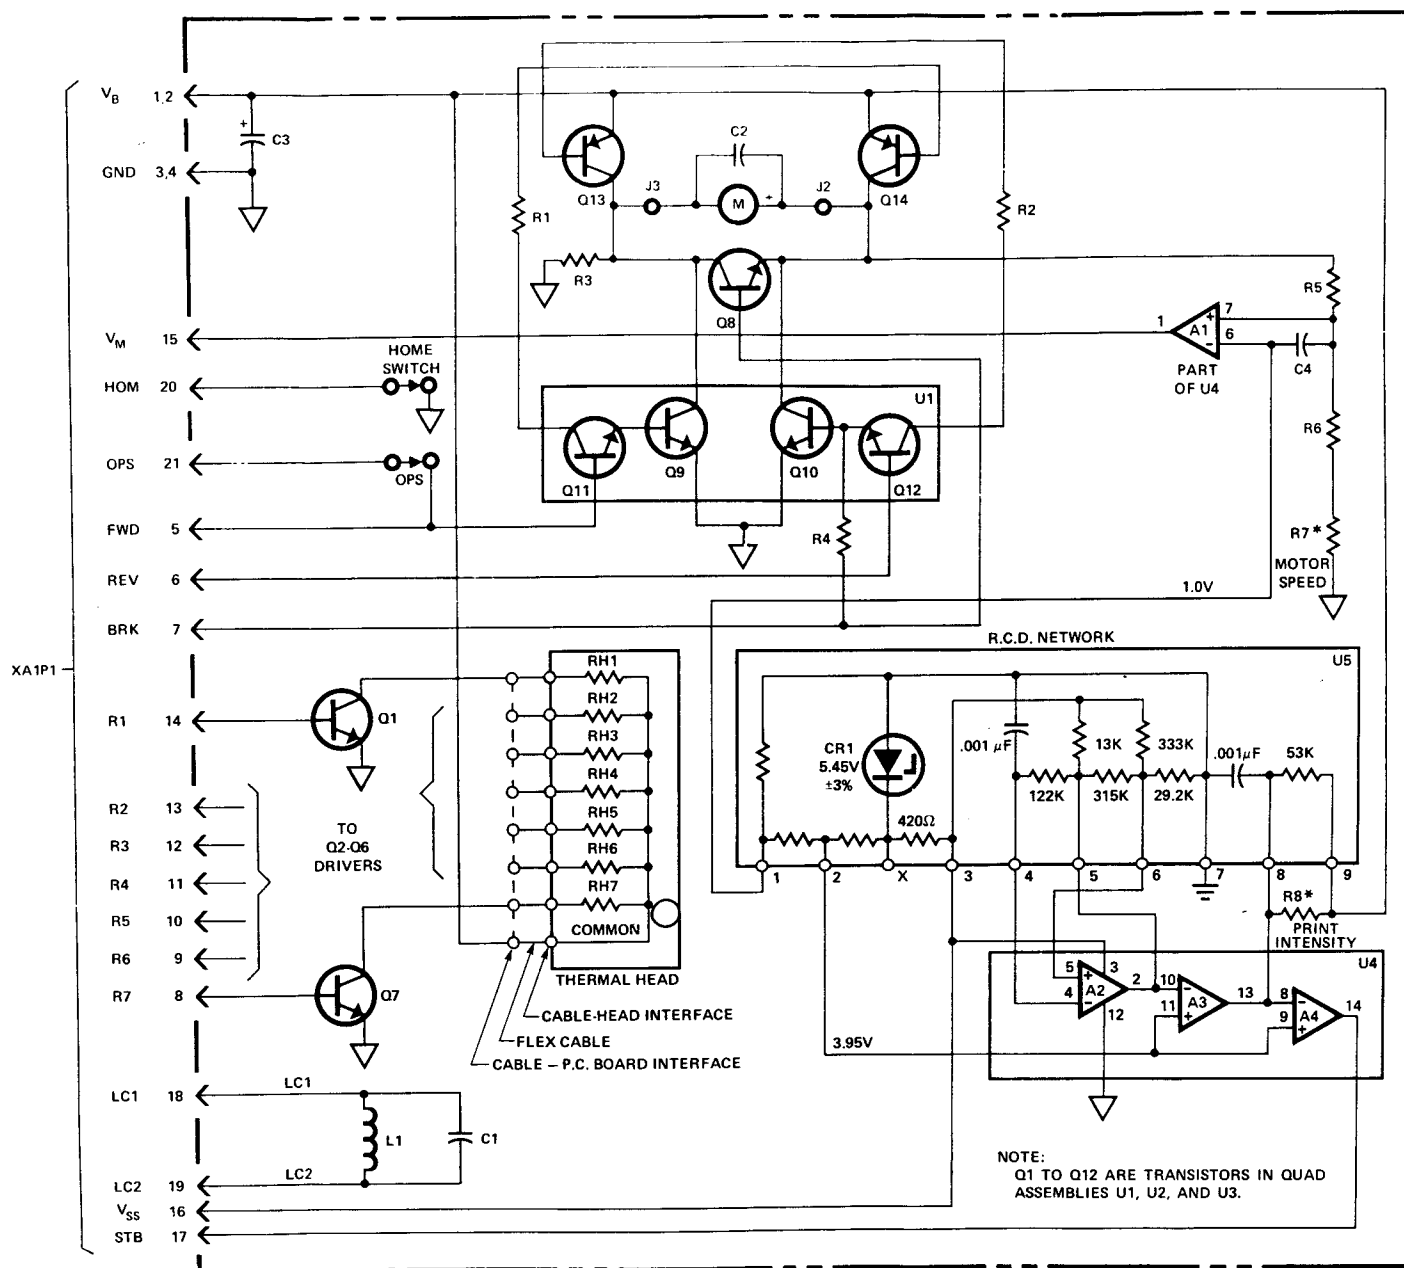 V_B 1,2
C3
GND 3,4
Q13
J3
C2
M
+
J2
Q14
R1
R2
R3
Q8
R5
V_M 15
1
A1
+
-
7
6
C4
PART
OF U4
HOME
SWITCH
HOM 20
U1
R6
OPS 21
OPS
Q11
Q9
Q10
Q12
FWD 5
R4
R7*
MOTOR
SPEED
REV 6
1.0V
BRK 7
XA1P1
R.C.D. NETWORK
U5
R1 14
Q1
RH1
RH2
RH3
RH4
RH5
RH6
RH7
COMMON
THERMAL HEAD
CR1
5.45V
±3%
.001 µF
13K
333K
.001µF
53K
122K
315K
29.2K
420Ω
1
2
X
3
4
5
6
7
8
9
R2 13
R3 12
R4 11
R5 10
R6 9
TO
Q2-Q6
DRIVERS
R7 8
Q7
R8*
PRINT
INTENSITY
U4
5
+
4
-
A2
3
12
2
10
-
11
+
A3
13
8
-
9
+
A4
14
3.95V
CABLE-HEAD INTERFACE
FLEX CABLE
CABLE – P.C. BOARD INTERFACE
LC1 18
LC1
L1
C1
LC2
LC2 19
V_SS 16
STB 17
NOTE:
Q1 TO Q12 ARE TRANSISTORS IN QUAD
ASSEMBLIES U1, U2, AND U3.